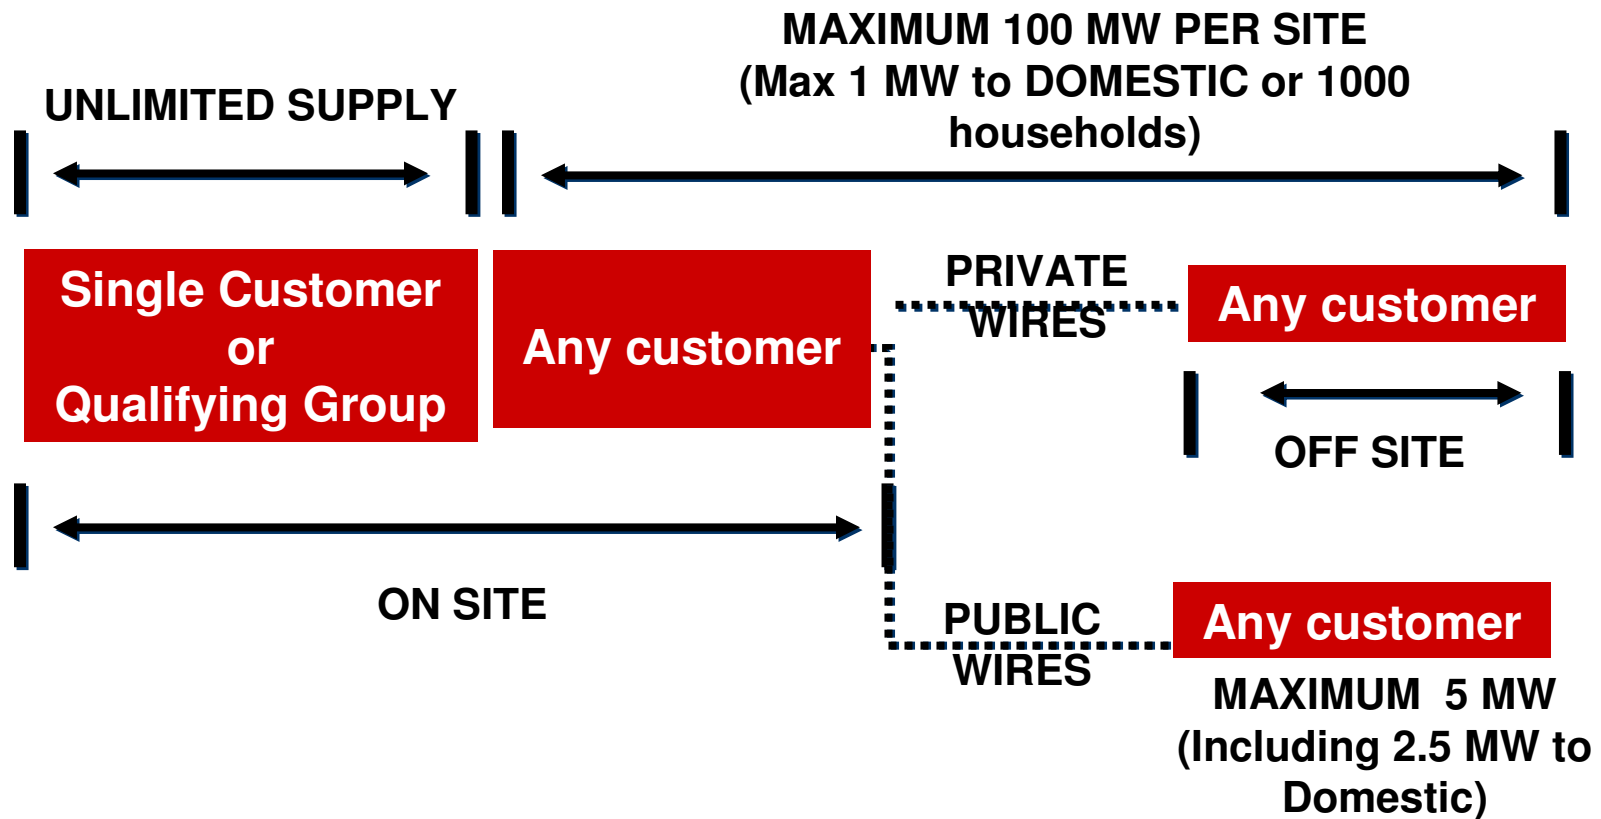 MAXIMUM 100 MW PER SITE
(Max 1 MW to DOMESTIC or 1000
households)
UNLIMITED SUPPLY
Single Customer
or
Qualifying Group
Any customer
PRIVATE
WIRES
Any customer
OFF SITE
ON SITE
PUBLIC
WIRES
Any customer
MAXIMUM 5 MW
(Including 2.5 MW to
Domestic)